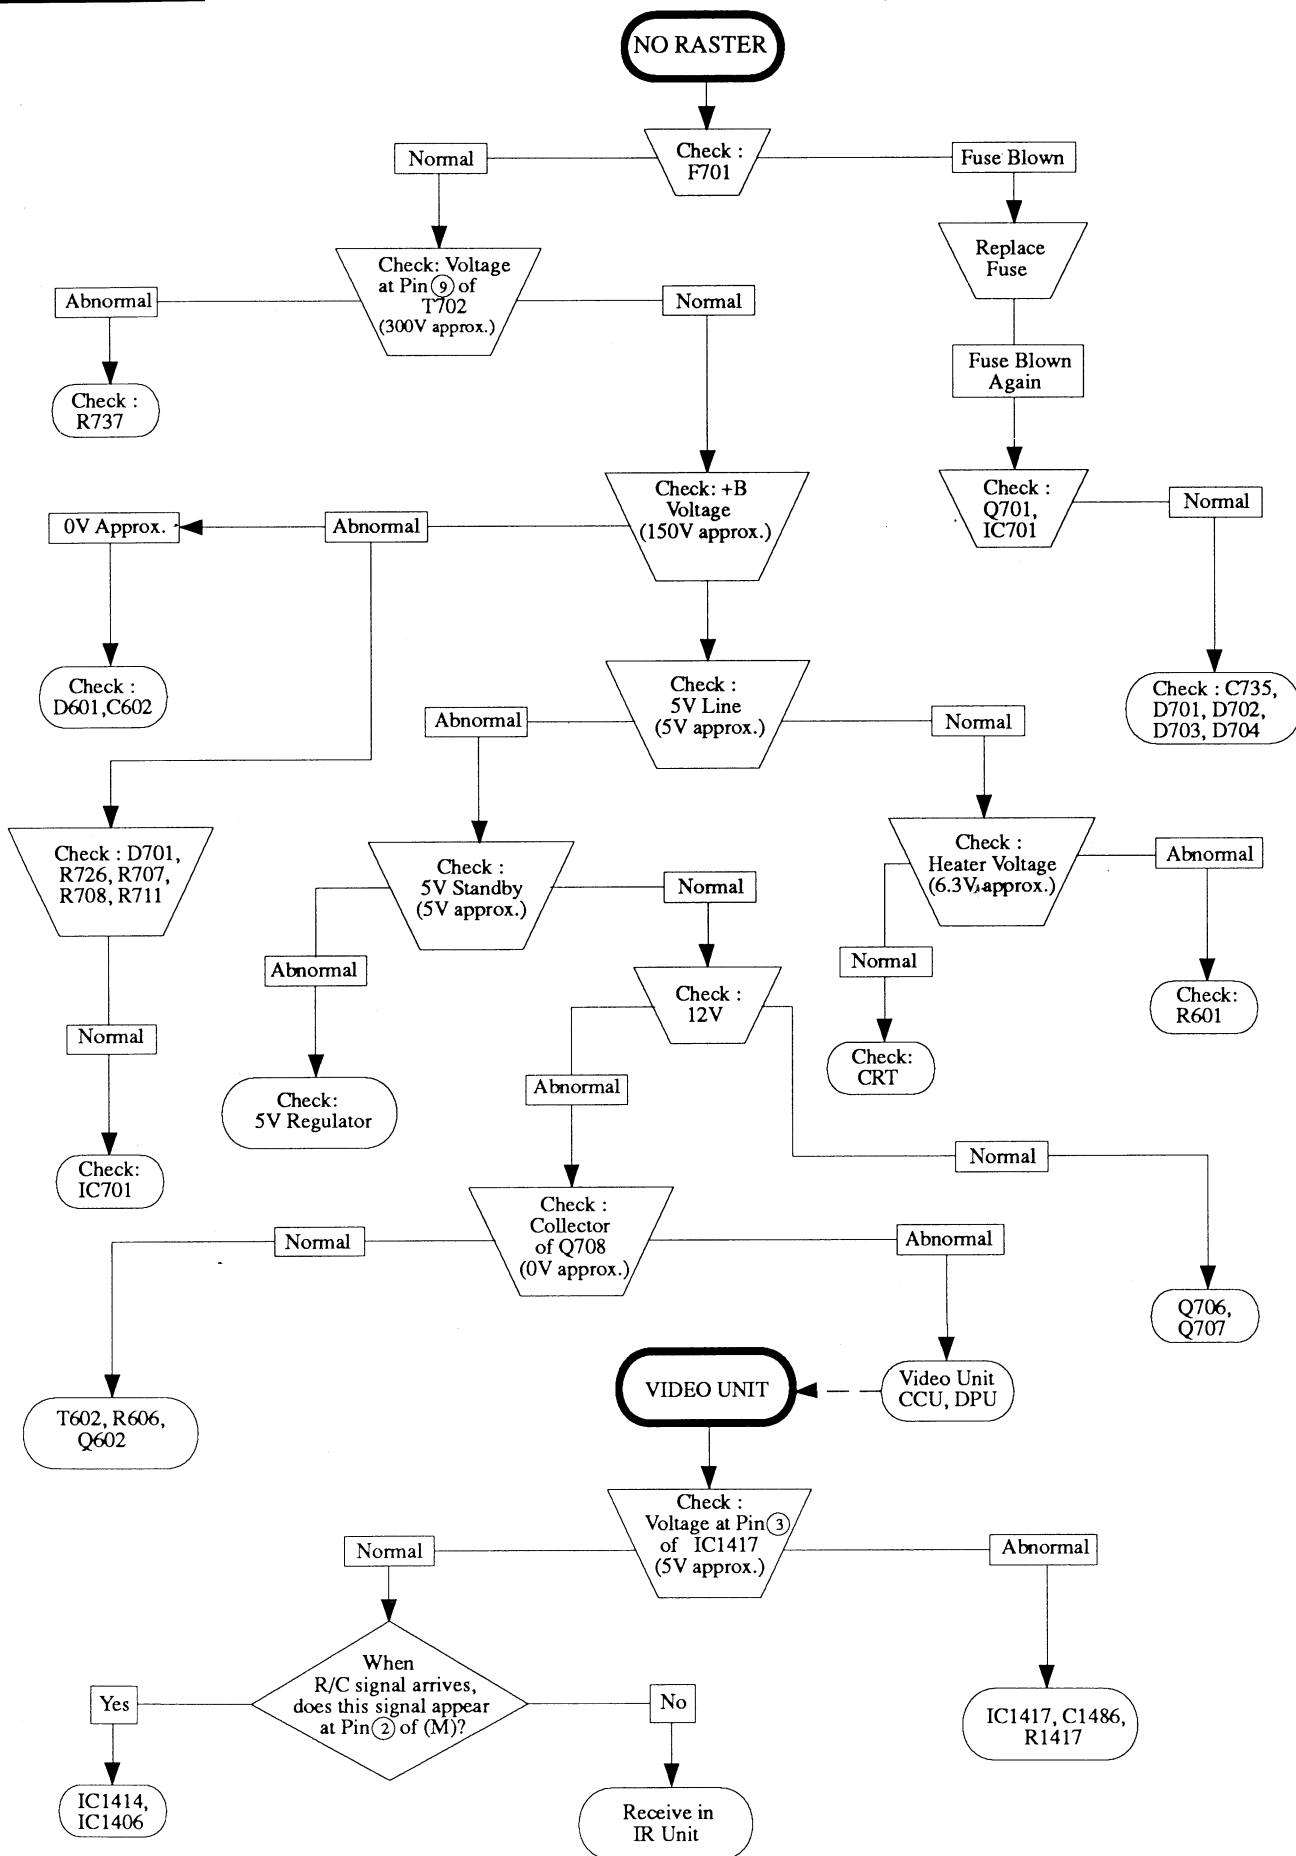 NO RASTER
Check :
F701
Normal
Fuse Blown
Replace
Fuse
Check: Voltage
at Pin 9 of
T702
(300V approx.)
Abnormal
Normal
Fuse Blown
Again
Check :
R737
Check: +B
Voltage
(150V approx.)
Check :
Q701,
IC701
Normal
0V Approx.
Abnormal
Check :
D601,C602
Check :
5V Line
(5V approx.)
Check : C735,
D701, D702,
D703, D704
Abnormal
Normal
Check : D701,
R726, R707,
R708, R711
Check :
5V Standby
(5V approx.)
Normal
Check :
Heater Voltage
(6.3V approx.)
Abnormal
Abnormal
Normal
Check :
12V
Check:
R601
Normal
Check:
CRT
Abnormal
Check:
5V Regulator
Check:
IC701
Normal
Check :
Collector
of Q708
(0V approx.)
Normal
Abnormal
Q706,
Q707
VIDEO UNIT
Video Unit
CCU, DPU
T602, R606,
Q602
Check :
Voltage at Pin 3
of IC1417
(5V approx.)
Normal
Abnormal
When
R/C signal arrives,
does this signal appear
at Pin 2 of (M)?
Yes
No
IC1417, C1486,
R1417
IC1414,
IC1406
Receive in
IR Unit